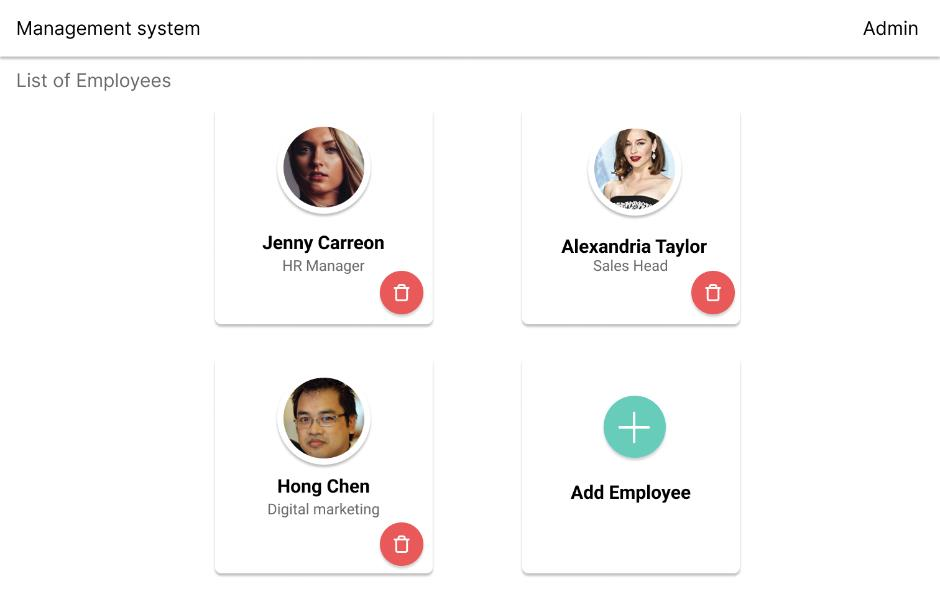 Management system
Admin
List of Employees
Jenny Carreon
HR Manager
Alexandria Taylor
Sales Head
Hong Chen
Digital marketing
Add Employee